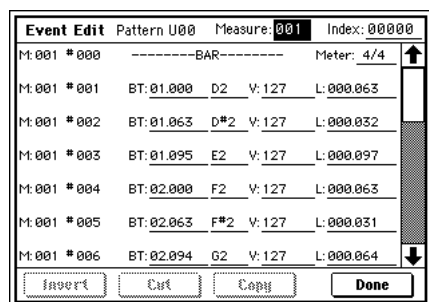 Event Edit Pattern U00 Measure: 001 Index: 00000
M: 001 #000 --------BAR-------- Meter: 4/4
M: 001 #001 BT: 01.000 D2 V: 127 L: 000.063
M: 001 #002 BT: 01.063 D#2 V: 127 L: 000.032
M: 001 #003 BT: 01.095 E2 V: 127 L: 000.097
M: 001 #004 BT: 02.000 F2 V: 127 L: 000.063
M: 001 #005 BT: 02.063 F#2 V: 127 L: 000.031
M: 001 #006 BT: 02.094 G2 V: 127 L: 000.064
Insert Cut Copy Done